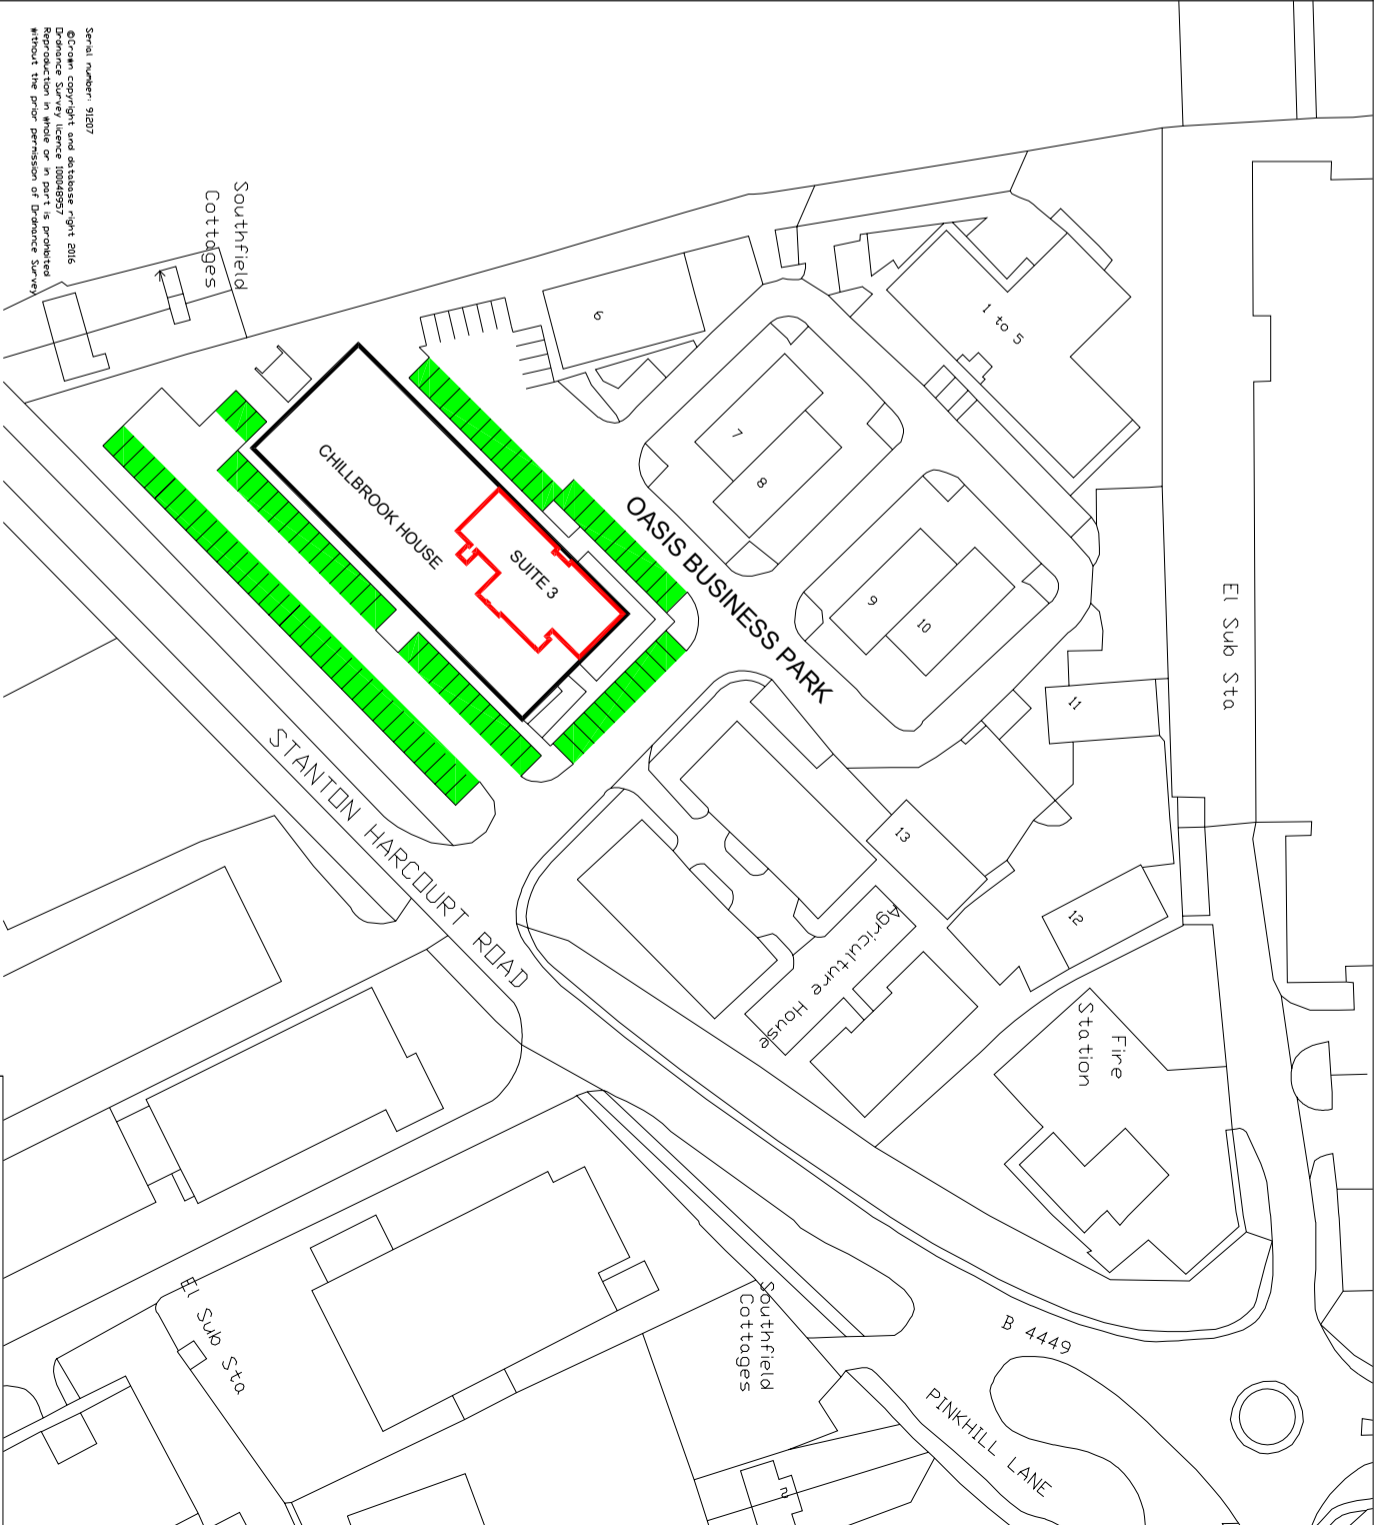 Serial number: 91207
©Crown copyright and database right 2016
Ordnance Survey licence 100048957
Reproduction in whole or in part is prohibited
without the prior permission of Ordnance Survey
Southfield
Cottages
6
1 to 5
7
8
9
10
OASIS BUSINESS PARK
CHILLBROOK HOUSE
SUITE 3
El Sub Sta
11
13
12
STANTON HARCOURT ROAD
Agriculture House
Fire
Station
El Sub Sta
Southfield
Cottages
B 4449
PINKHILL LANE
2